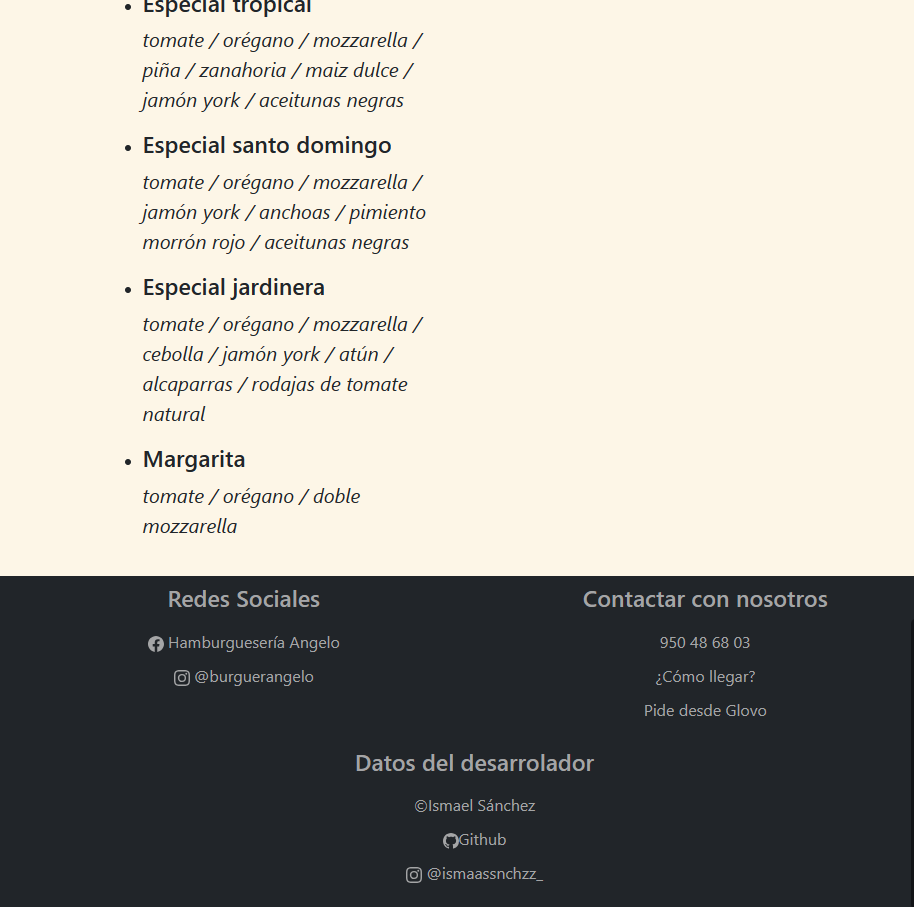 Especial tropical
tomate / orégano / mozzarella /
piña / zanahoria / maiz dulce /
jamón york / aceitunas negras
Especial santo domingo
tomate / orégano / mozzarella /
jamón york / anchoas / pimiento
morrón rojo / aceitunas negras
Especial jardinera
tomate / orégano / mozzarella /
cebolla / jamón york / atún /
alcaparras / rodajas de tomate
natural
Margarita
tomate / orégano / doble
mozzarella
Redes Sociales
Hamburguesería Angelo
@burguerangelo
Contactar con nosotros
950 48 68 03
¿Cómo llegar?
Pide desde Glovo
Datos del desarrolador
©Ismael Sánchez
Github
@ismaassnchzz_